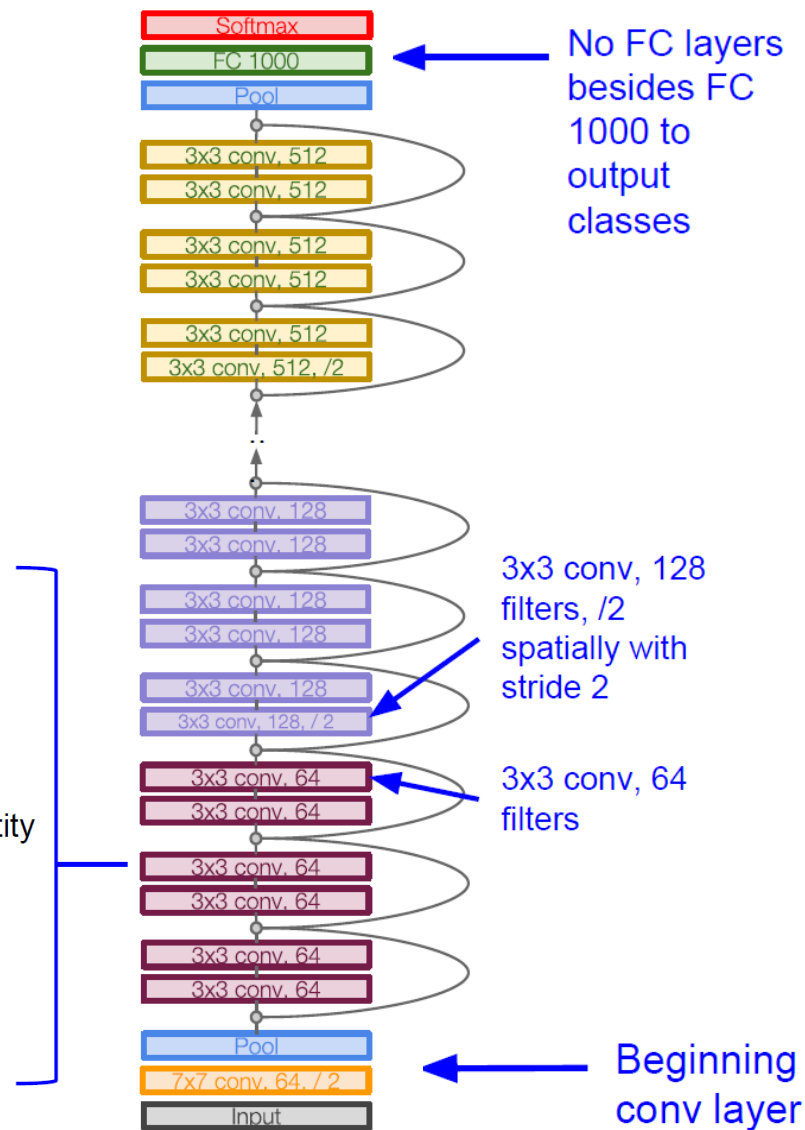 Softmax
FC 1000
Pool
No FC layers
besides FC
1000 to
output
classes
3x3 conv, 512
3x3 conv, 512
3x3 conv, 512
3x3 conv, 512
3x3 conv, 512
3x3 conv, 512, /2
..
3x3 conv, 128
3x3 conv, 128
3x3 conv, 128
3x3 conv, 128
3x3 conv, 128
3x3 conv, 128, / 2
3x3 conv, 128
filters, /2
spatially with
stride 2
3x3 conv, 64
3x3 conv, 64
3x3 conv, 64
3x3 conv, 64
3x3 conv, 64
3x3 conv, 64
3x3 conv, 64
filters
tity
Pool
7x7 conv, 64, / 2
Input
Beginning
conv layer